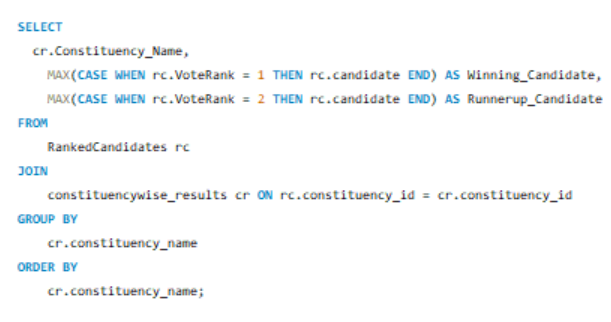 SELECT
cr.Constituency_Name,
MAX(CASE WHEN rc.VoteRank = 1 THEN rc.candidate END) AS Winning_Candidate,
MAX(CASE WHEN rc.VoteRank = 2 THEN rc.candidate END) AS Runnerup_Candidate
FROM
RankedCandidates rc
JOIN
constituencywise_results cr ON rc.constituency_id = cr.constituency_id
GROUP BY
cr.constituency_name
ORDER BY
cr.constituency_name;